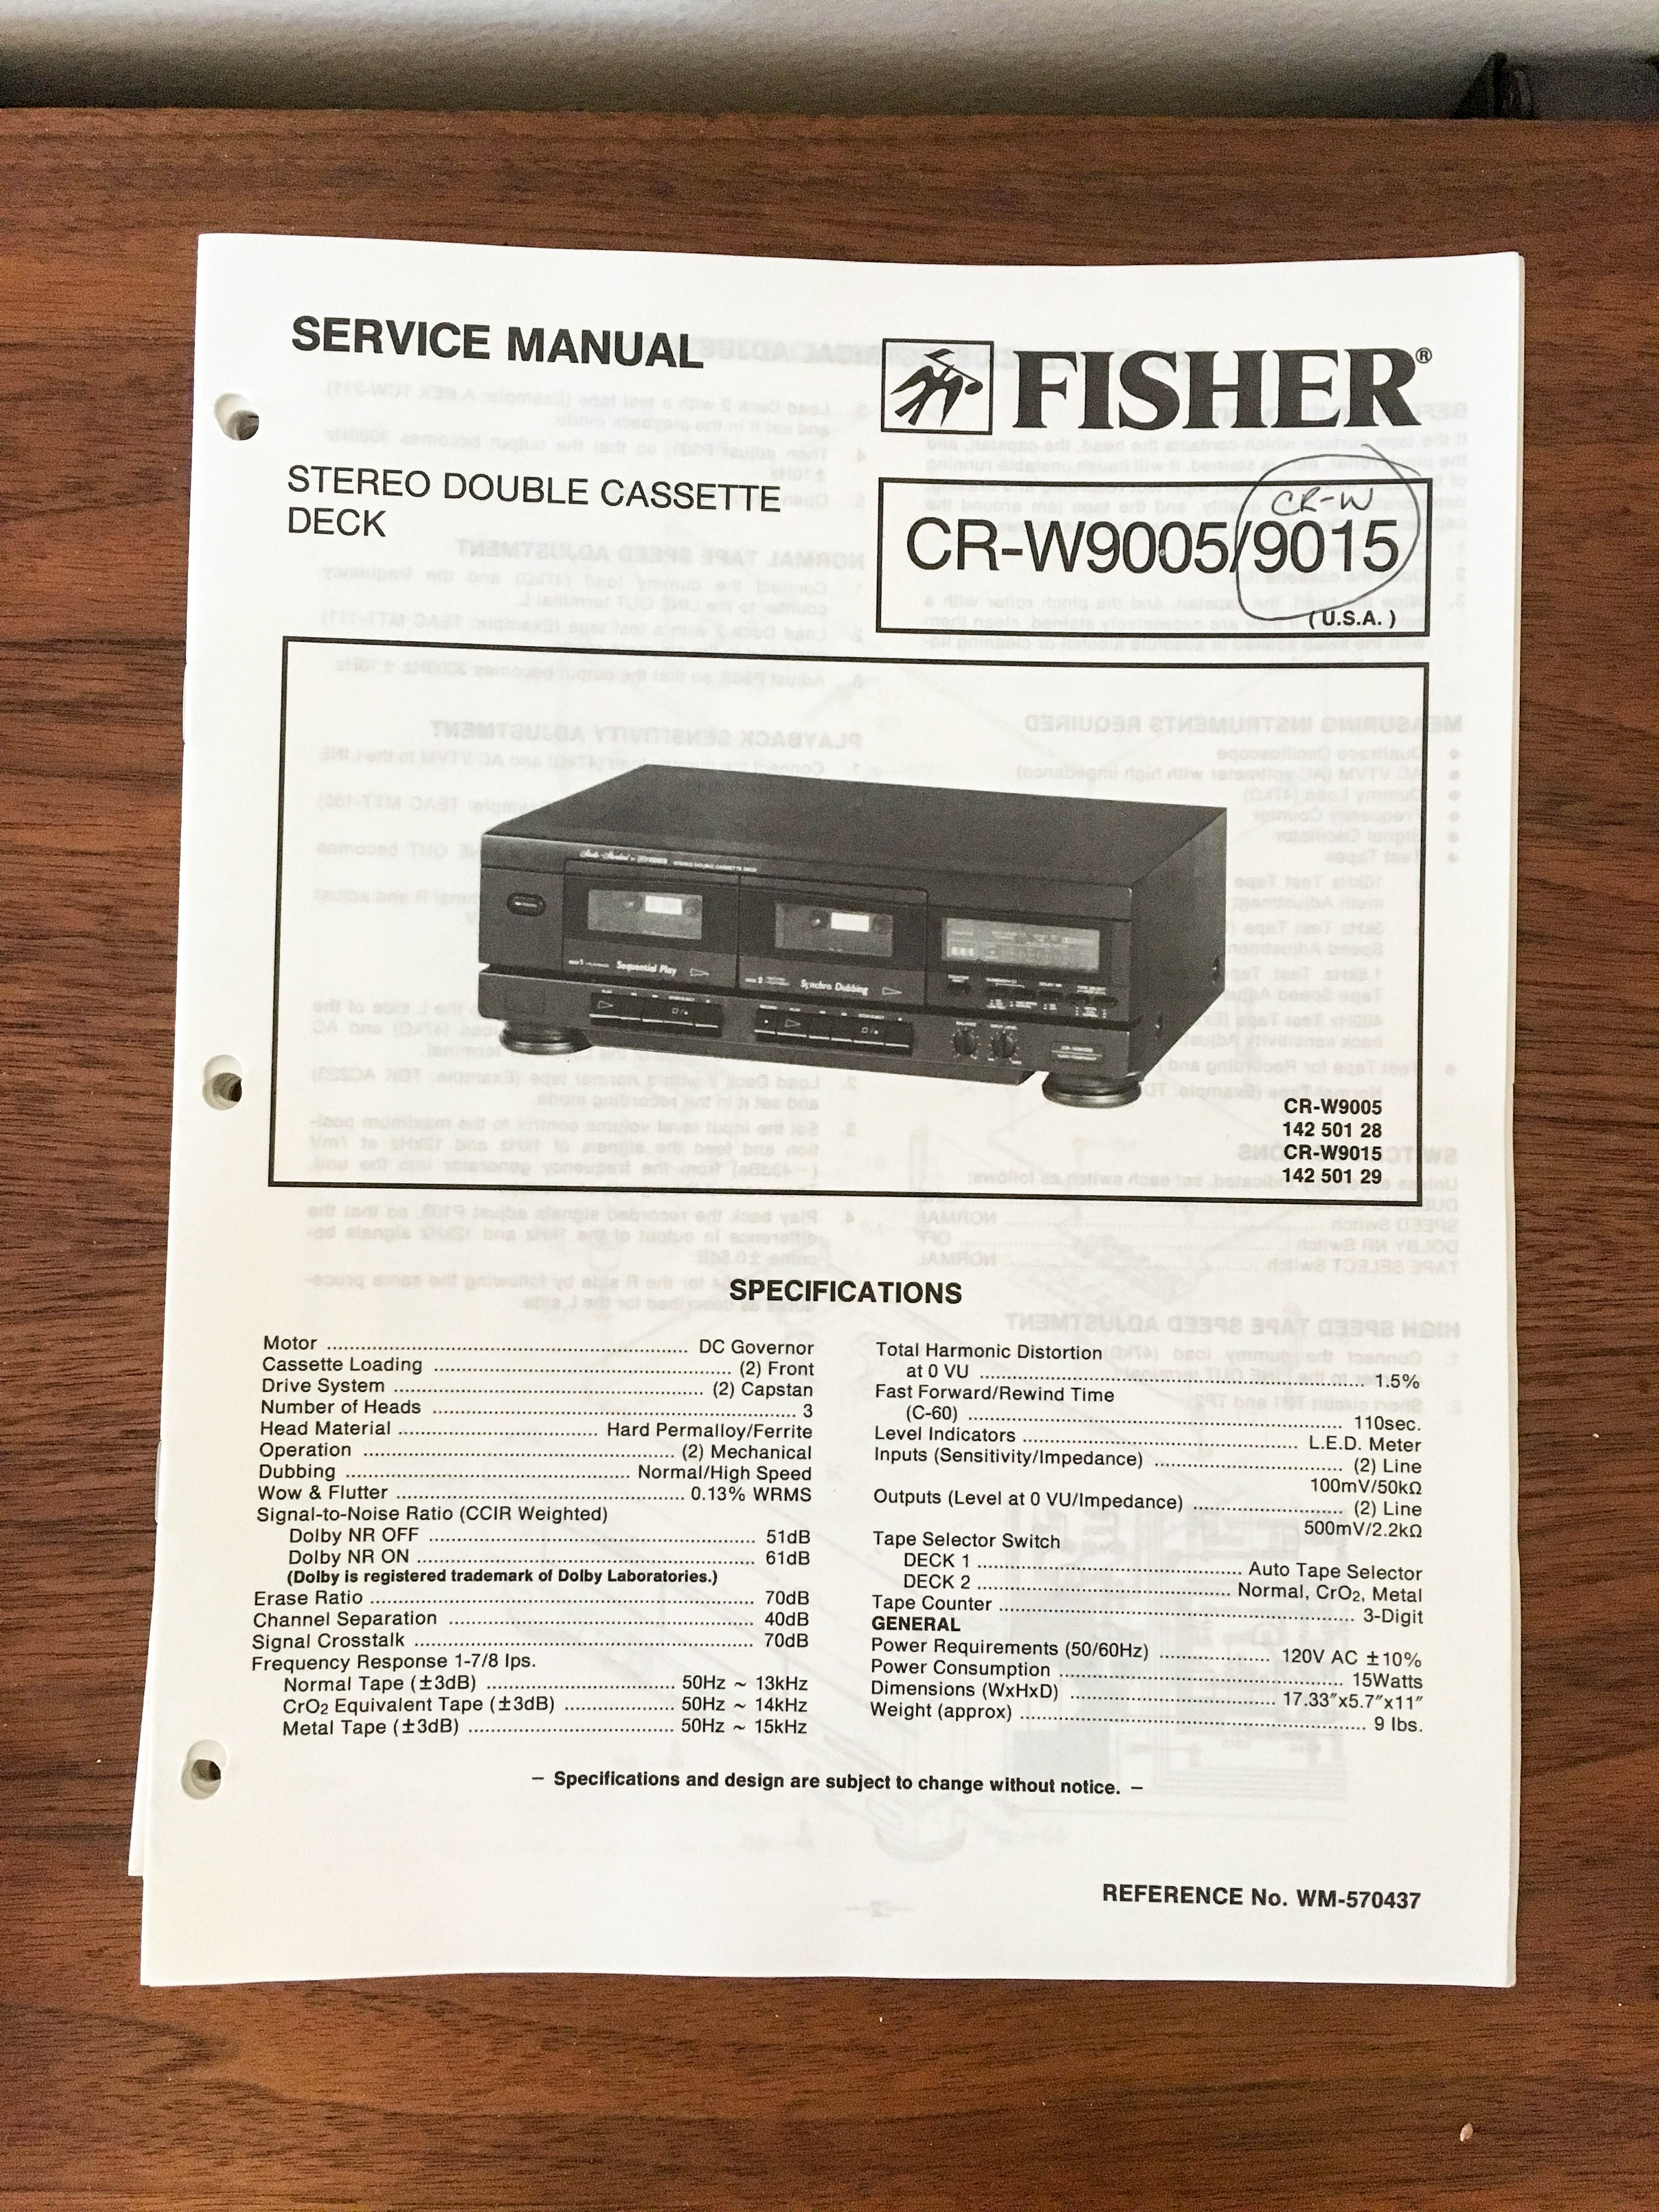 SERVICE MANUAL
FISHER®
STEREO DOUBLE CASSETTE
DECK
CR-W
CR-W9005/9015
( U.S.A. )
STEREO DOUBLE CASSETTE DECK
Sequential Play
Synchro Dubbing
CR-W9005
142 501 28
CR-W9015
142 501 29
SPECIFICATIONS
Motor ........ DC Governor
Cassette Loading ........ (2) Front
Drive System ........ (2) Capstan
Number of Heads ........ 3
Head Material ........ Hard Permalloy/Ferrite
Operation ........ (2) Mechanical
Dubbing ........ Normal/High Speed
Wow & Flutter ........ 0.13% WRMS
Signal-to-Noise Ratio (CCIR Weighted)
Dolby NR OFF ........ 51dB
Dolby NR ON ........ 61dB
(Dolby is registered trademark of Dolby Laboratories.)
Erase Ratio ........ 70dB
Channel Separation ........ 40dB
Signal Crosstalk ........ 70dB
Frequency Response 1-7/8 Ips.
Normal Tape (±3dB) ........ 50Hz ~ 13kHz
CrO2 Equivalent Tape (±3dB) ........ 50Hz ~ 14kHz
Metal Tape (±3dB) ........ 50Hz ~ 15kHz
Total Harmonic Distortion
at 0 VU ........ 1.5%
Fast Forward/Rewind Time
(C-60) ........ 110sec.
Level Indicators ........ L.E.D. Meter
Inputs (Sensitivity/Impedance) ........ (2) Line
100mV/50kΩ
Outputs (Level at 0 VU/Impedance) ........ (2) Line
500mV/2.2kΩ
Tape Selector Switch
DECK 1 ........ Auto Tape Selector
DECK 2 ........ Normal, CrO2, Metal
Tape Counter ........ 3-Digit
GENERAL
Power Requirements (50/60Hz) ........ 120V AC ±10%
Power Consumption ........ 15Watts
Dimensions (WxHxD) ........ 17.33″x5.7″x11″
Weight (approx) ........ 9 lbs.
– Specifications and design are subject to change without notice. –
REFERENCE No. WM-570437